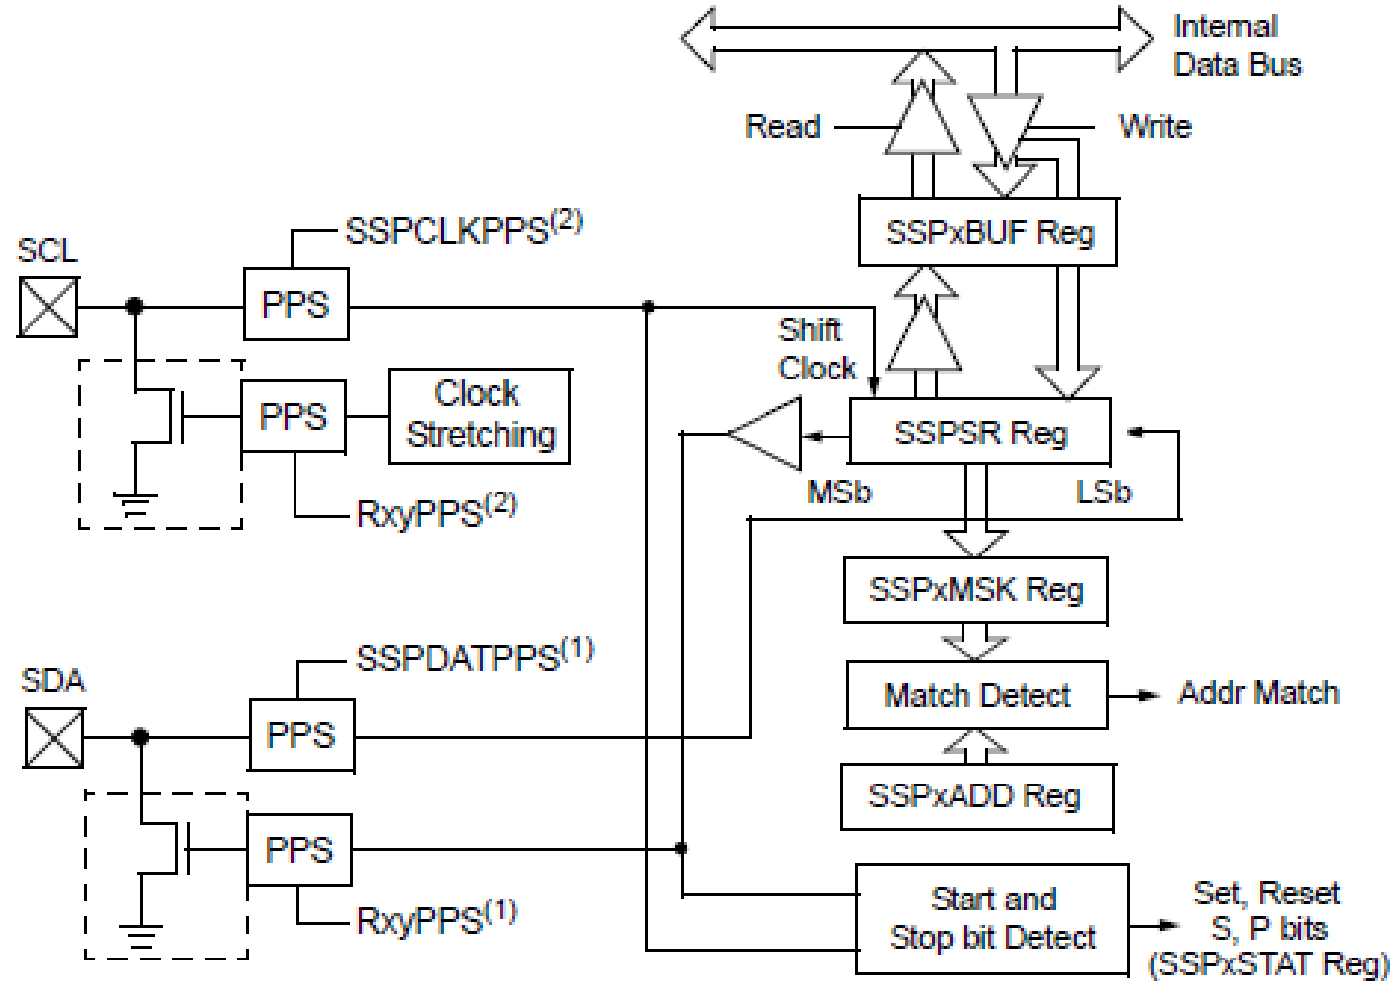 Internal
Data Bus
Read
Write
SSPCLKPPS(2)
SCL
SSPxBUF Reg
PPS
Shift
Clock
PPS
Clock
Stretching
SSPSR Reg
MSb
LSb
RxyPPS(2)
SSPxMSK Reg
SSPDATPPS(1)
SDA
Match Detect
Addr Match
PPS
SSPxADD Reg
PPS
RxyPPS(1)
Start and
Stop bit Detect
Set, Reset
S, P bits
(SSPxSTAT Reg)